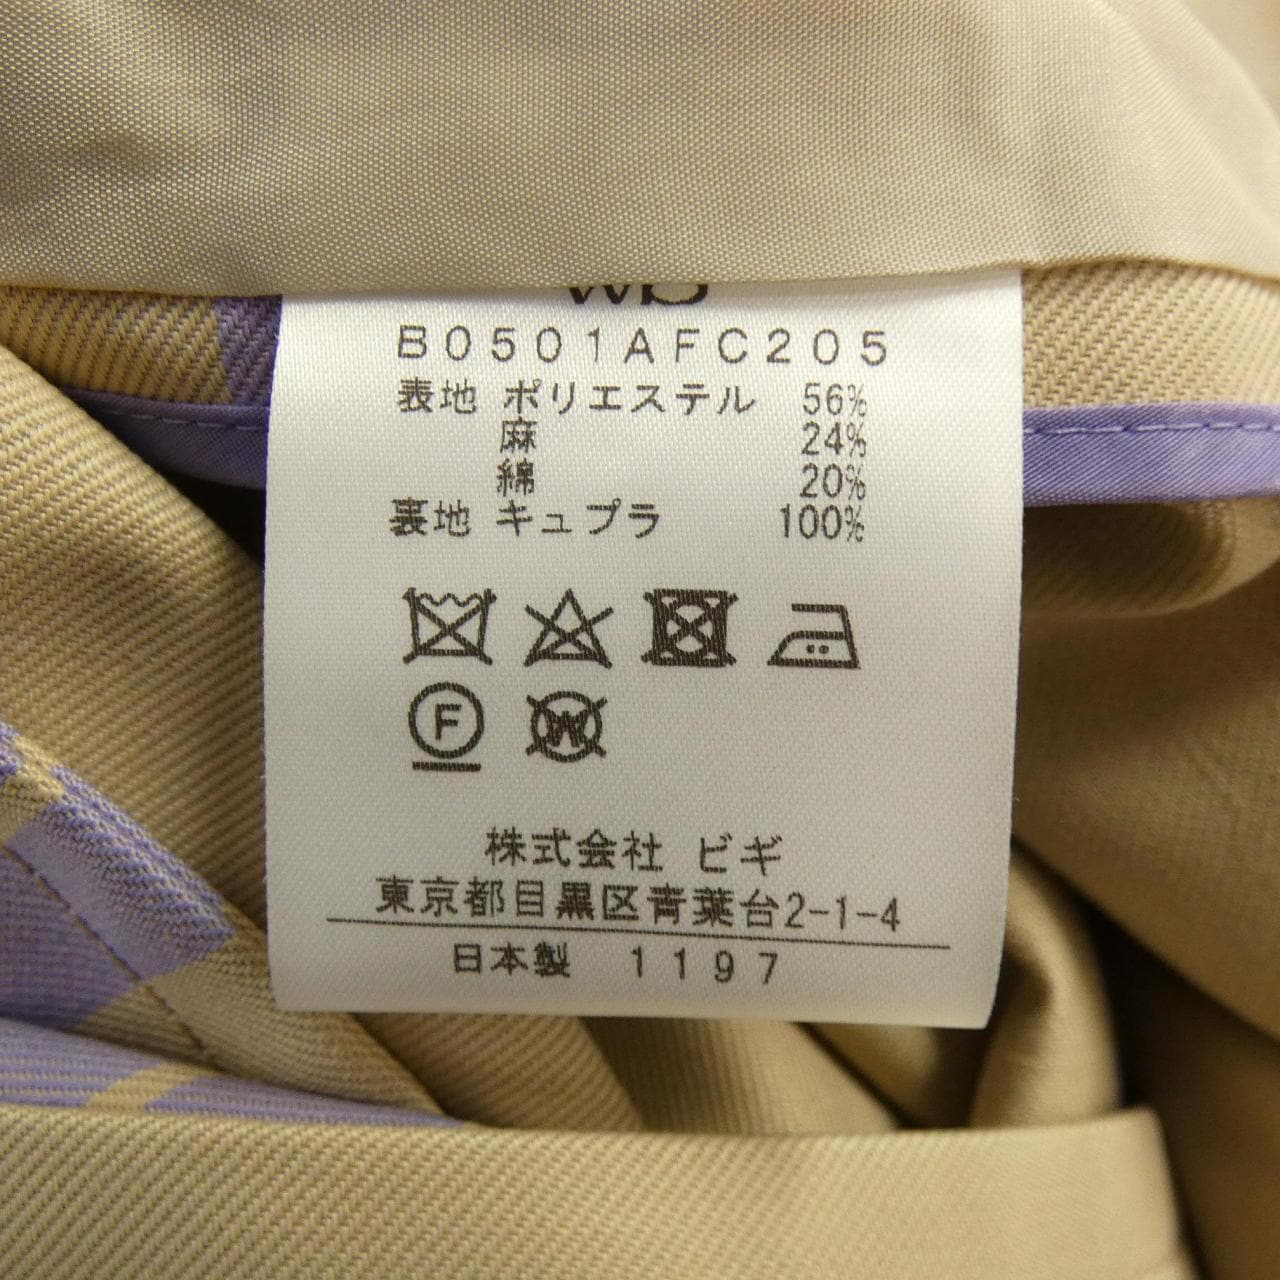 wb
B0501AFC205
表地 ポリエステル 56%
麻 24%
綿 20%
裏地 キュプラ 100%
F
W
株式会社 ビギ
東京都目黒区青葉台2-1-4
日本製 1197